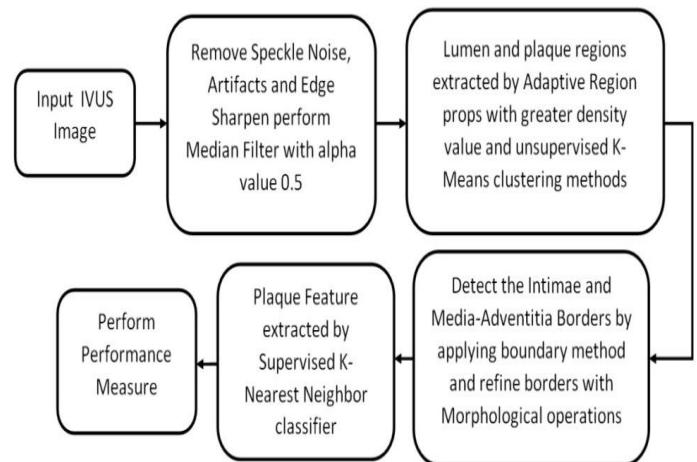 Input IVUS
Image
Remove Speckle Noise,
Artifacts and Edge
Sharpen perform
Median Filter with alpha
value 0.5
Lumen and plaque regions
extracted by Adaptive Region
props with greater density
value and unsupervised K-
Means clustering methods
Detect the Intimae and
Media-Adventitia Borders by
applying boundary method
and refine borders with
Morphological operations
Plaque Feature
extracted by
Supervised K-
Nearest Neighbor
classifier
Perform
Performance
Measure